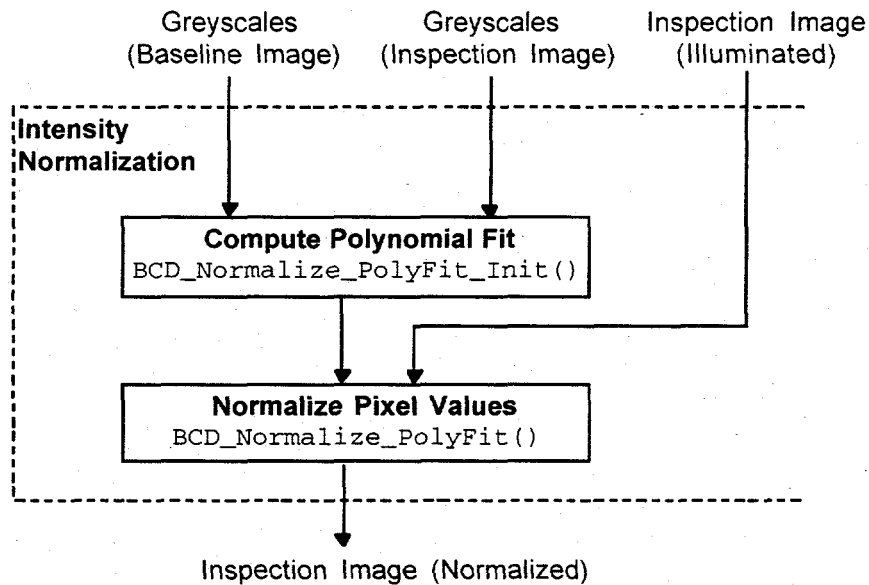 Greyscales
(Baseline Image)
Greyscales
(Inspection Image)
Inspection Image
(Illuminated)
Intensity
Normalization
Compute Polynomial Fit
BCD_Normalize_PolyFit_Init()
Normalize Pixel Values
BCD_Normalize_PolyFit()
Inspection Image (Normalized)